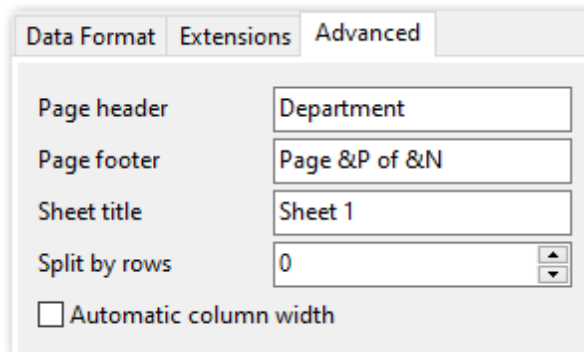 Data Format Extensions Advanced
Page header Department
Page footer Page &P of &N
Sheet title Sheet 1
Split by rows 0
Automatic column width